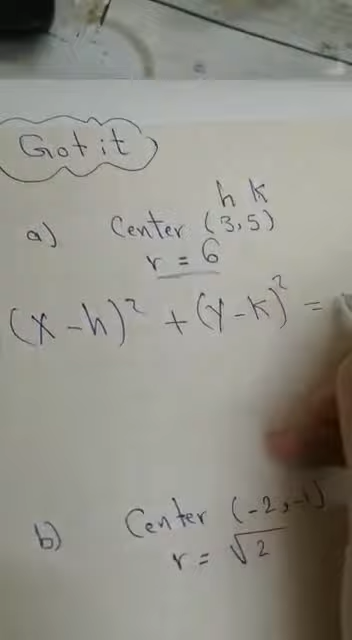 Got it
h k
a) Center (3,5)
r = 6
(x-h)² + (y-k)² =
b) Center (-2,-1)
r = √2